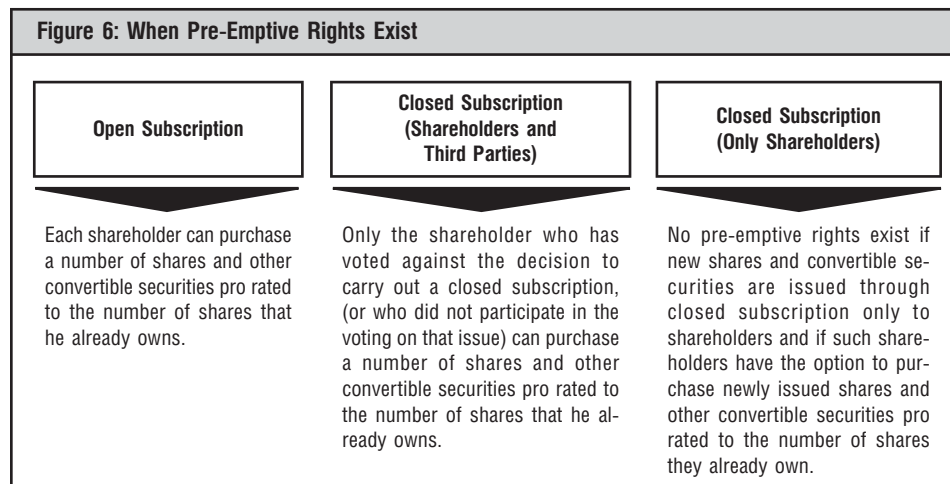 Figure 6: When Pre-Emptive Rights Exist
Open Subscription
Each shareholder can purchase
a number of shares and other
convertible securities pro rated
to the number of shares that
he already owns.
Closed Subscription
(Shareholders and
Third Parties)
Only the shareholder who has
voted against the decision to
carry out a closed subscription,
(or who did not participate in the
voting on that issue) can purchase
a number of shares and other
convertible securities pro rated to
the number of shares that he al-
ready owns.
Closed Subscription
(Only Shareholders)
No pre-emptive rights exist if
new shares and convertible se-
curities are issued through
closed subscription only to
shareholders and if such share-
holders have the option to pur-
chase newly issued shares and
other convertible securities pro
rated to the number of shares
they already own.